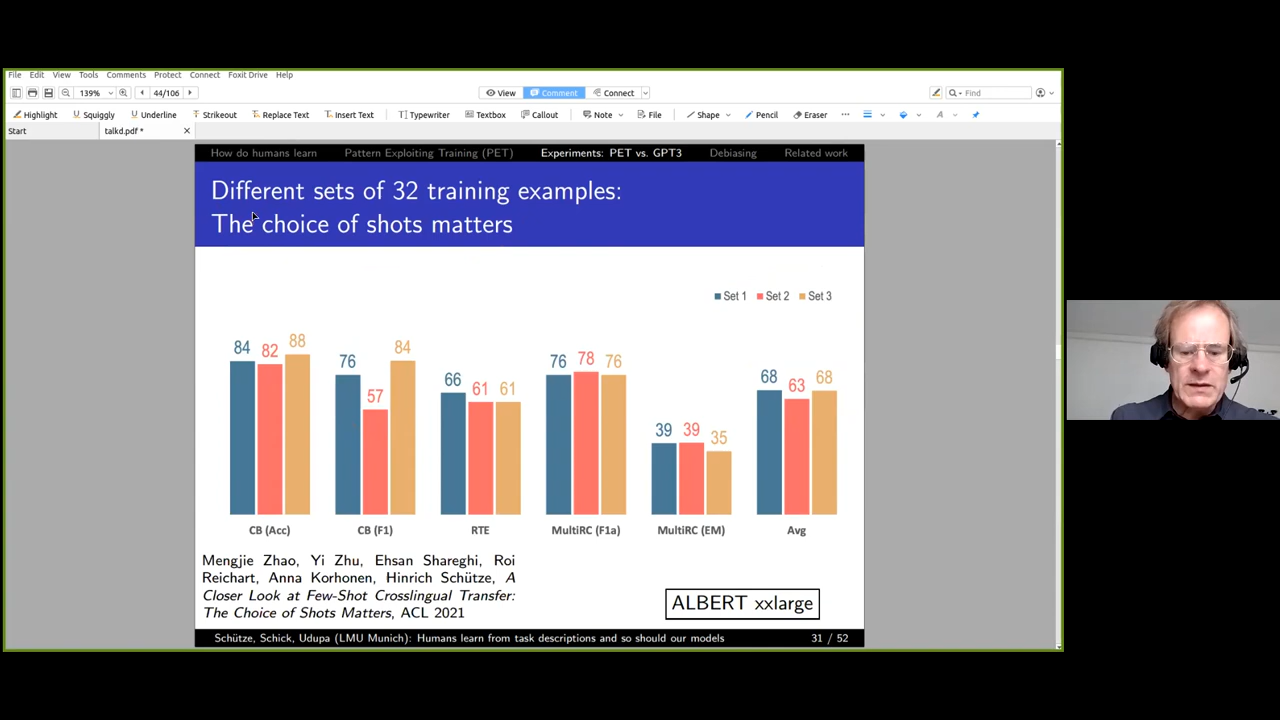 File Edit View Tools Comments Protect Connect Foxit Drive Help
139% 44/106 View Comment Connect Find
Highlight Squiggly Underline Strikeout Replace Text Insert Text Typewriter Textbox Callout Note File Shape Pencil Eraser
Start talkd.pdf *
How do humans learn Pattern Exploiting Training (PET) Experiments: PET vs. GPT3 Debiasing Related work
Different sets of 32 training examples:
The choice of shots matters
Set 1 Set 2 Set 3
84 82 88 76 57 84 66 61 61 76 78 76 39 39 35 68 63 68
CB (Acc) CB (F1) RTE MultiRC (F1a) MultiRC (EM) Avg
Mengjie Zhao, Yi Zhu, Ehsan Shareghi, Roi
Reichart, Anna Korhonen, Hinrich Schütze, A
Closer Look at Few-Shot Crosslingual Transfer:
The Choice of Shots Matters, ACL 2021
ALBERT xxlarge
Schütze, Schick, Udupa (LMU Munich): Humans learn from task descriptions and so should our models 31 / 52